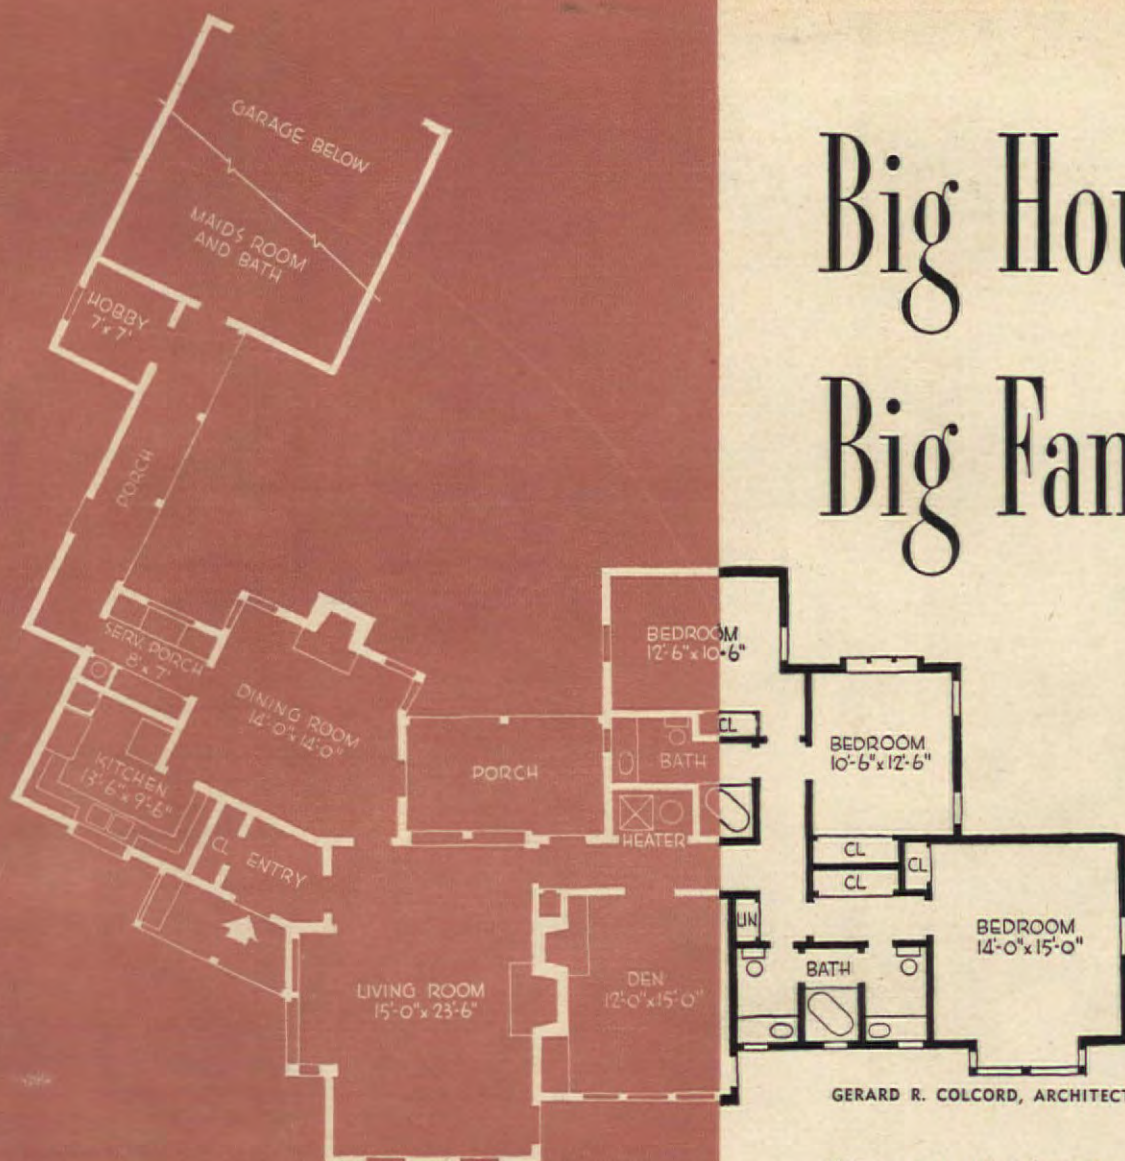 GARAGE BELOW
MAID'S ROOM
AND BATH
HOBBY
7'x 7'
PORCH
SERV. PORCH
8' x 7'
DINING ROOM
14'-0"x 14'-0"
KITCHEN
13'-6"x 9'-6"
CL
ENTRY
PORCH
LIVING ROOM
15'-0"x 23'-6"
DEN
12'-0"x15'-0"
BEDROOM
12'-6"x 10'-6"
CL
BATH
HEATER
Big Hou
Big Fam
BEDROOM
10'-6"x 12'-6"
CL
CL
CL
LIN
BATH
BEDROOM
14'-0"x 15'-0"
GERARD R. COLCORD, ARCHITECT